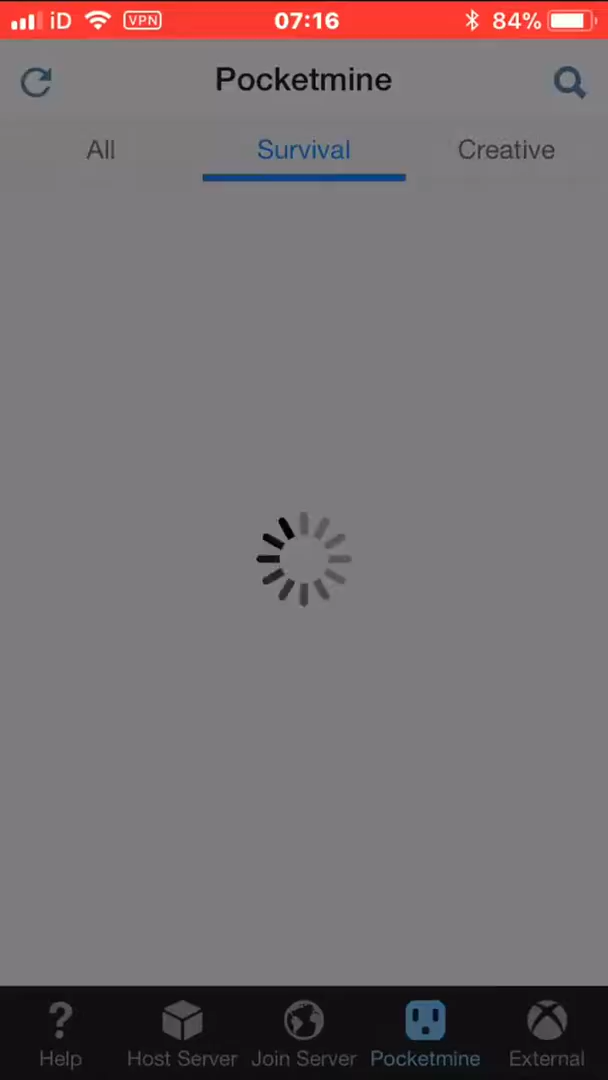 iD VPN 07:16 84%
Pocketmine
All Survival Creative
Help Host Server Join Server Pocketmine External